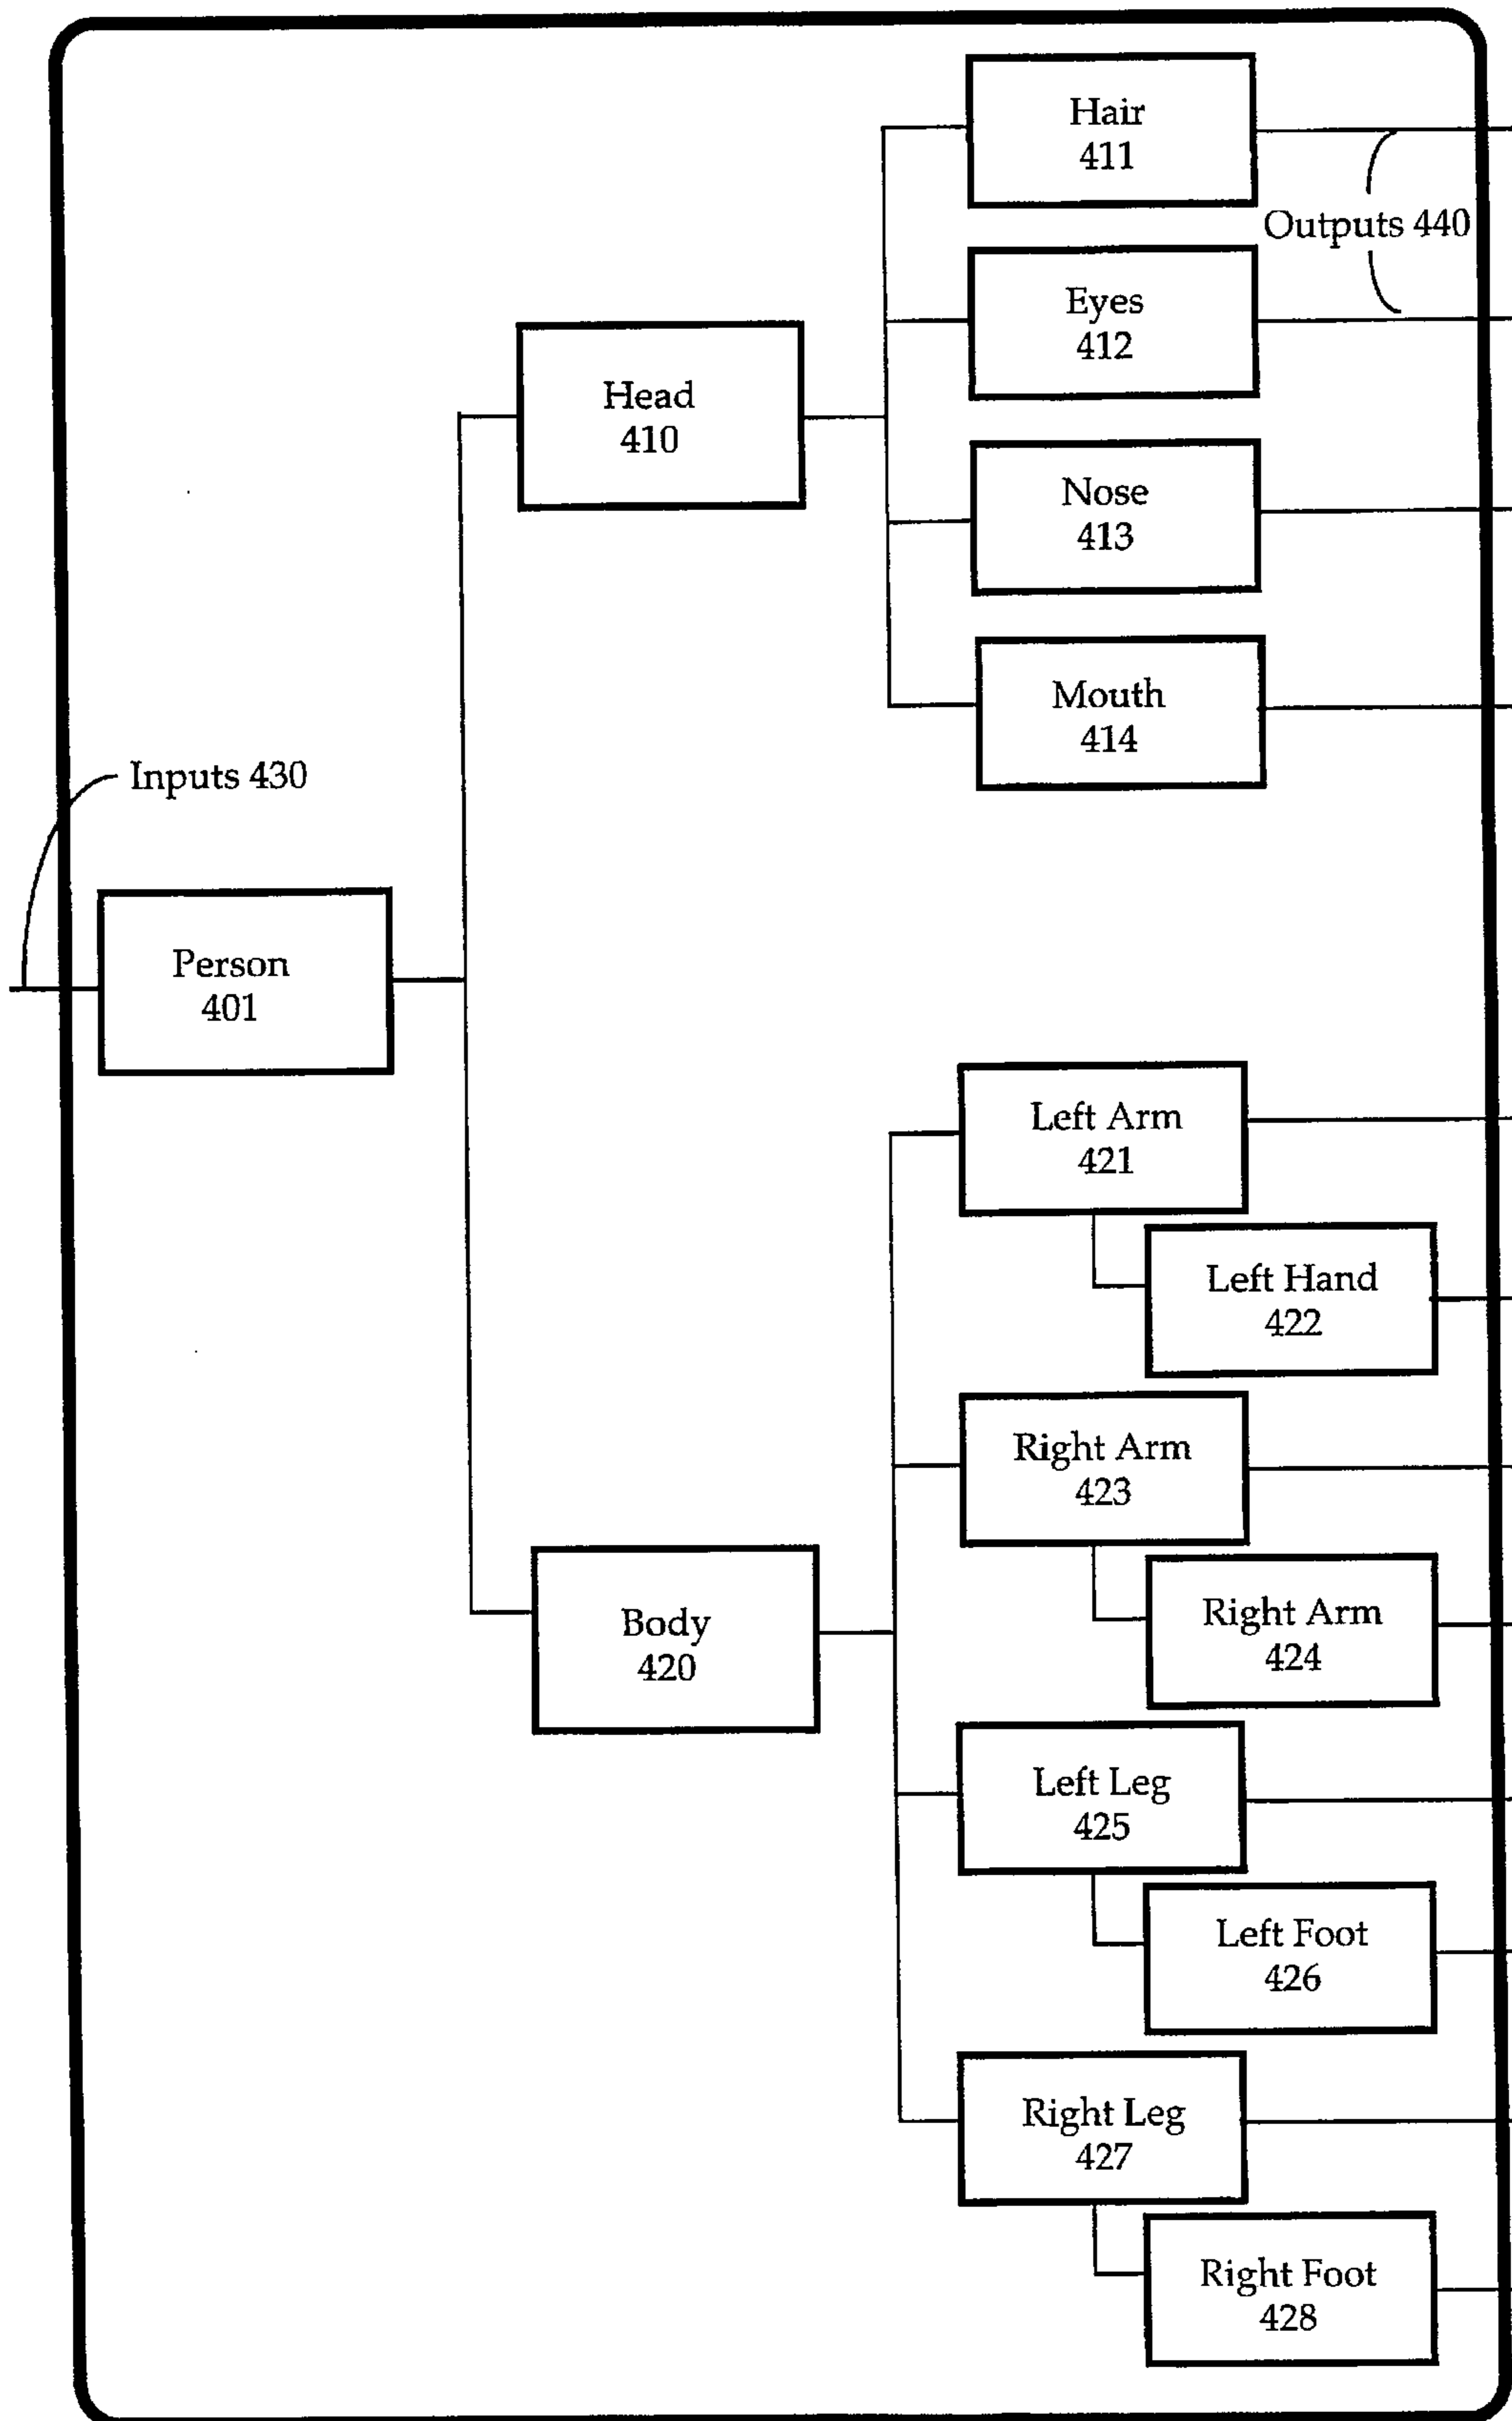 Hair
411
Outputs 440
Eyes
412
Head
410
Nose
413
Mouth
414
Inputs 430
Person
401
Left Arm
421
Left Hand
422
Right Arm
423
Right Arm
424
Body
420
Left Leg
425
Left Foot
426
Right Leg
427
Right Foot
428